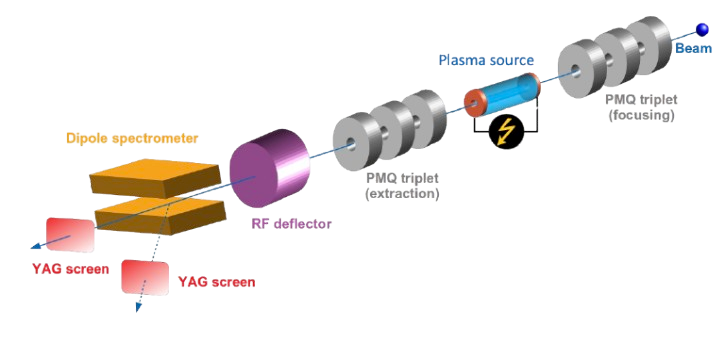 Beam
Plasma source
PMQ triplet
(focusing)
PMQ triplet
(extraction)
Dipole spectrometer
RF deflector
YAG screen
YAG screen